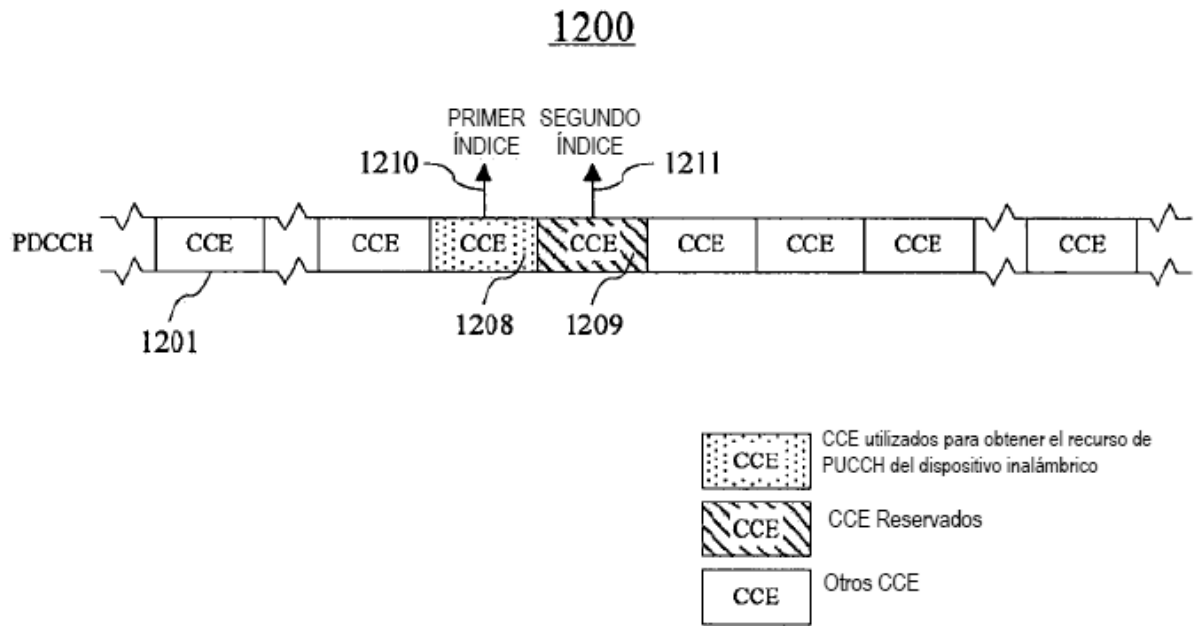 1200
PRIMER SEGUNDO
ÍNDICE ÍNDICE
1210 1211
PDCCH CCE CCE CCE CCE CCE CCE CCE CCE
1201 1208 1209
CCE CCE utilizados para obtener el recurso de
PUCCH del dispositivo inalámbrico
CCE CCE Reservados
CCE Otros CCE